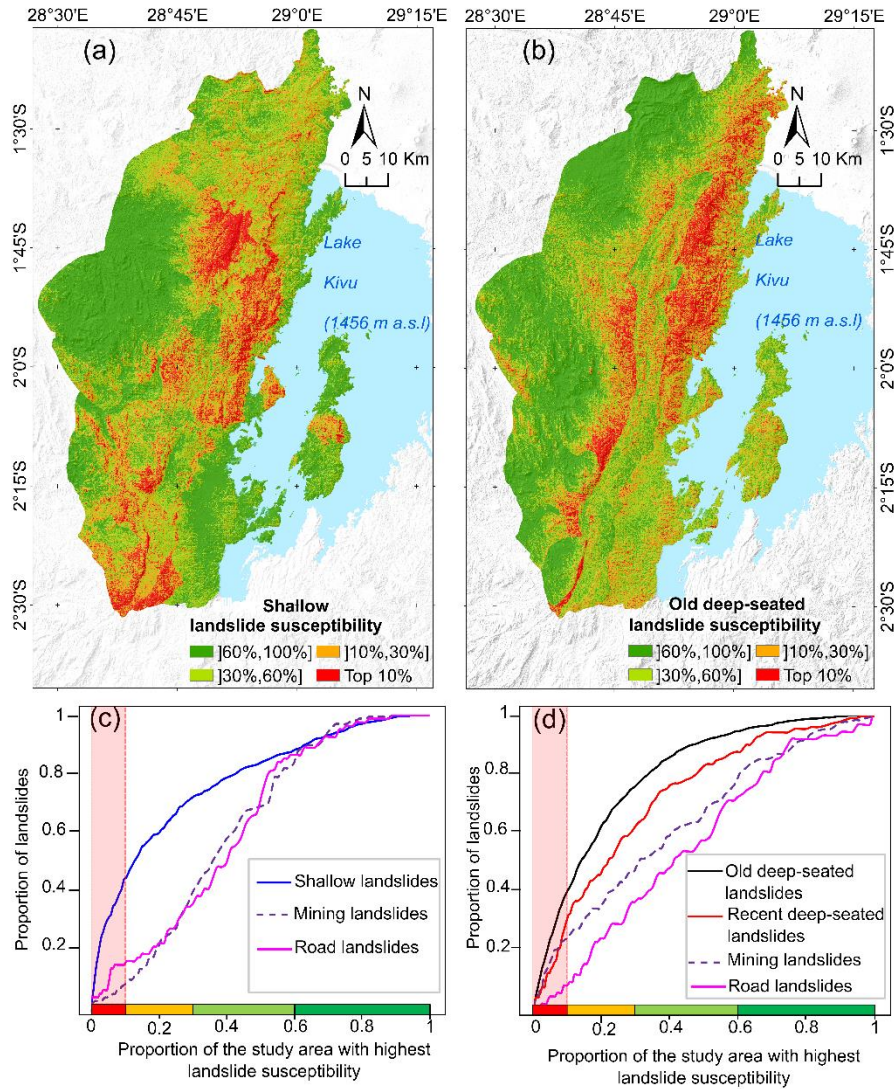 28°30'E 28°45'E 29°0'E 29°15'E
(a)
N
0 5 10 Km
1°30'S
1°45'S
2°0'S
2°15'S
2°30'S
Lake
Kivu
(1456 m a.s.l)
Shallow
landslide susceptibility
]60%,100%] ]10%,30%]
]30%,60%] Top 10%
28°30'E 28°45'E 29°0'E 29°15'E
(b)
N
0 5 10 Km
1°30'S
1°45'S
2°0'S
2°15'S
2°30'S
Lake
Kivu
(1456 m a.s.l)
Old deep-seated
landslide susceptibility
]60%,100%] ]10%,30%]
]30%,60%] Top 10%
(c)
Proportion of landslides
1
0.8
0.6
0.4
0.2
Shallow landslides
Mining landslides
Road landslides
0 0.2 0.4 0.6 0.8 1
Proportion of the study area with highest
landslide susceptibility
(d)
Proportion of landslides
1
0.8
0.6
0.4
0.2
Old deep-seated
landslides
Recent deep-seated
landslides
Mining landslides
Road landslides
0 0.2 0.4 0.6 0.8 1
Proportion of the study area with highest
landslide susceptibility